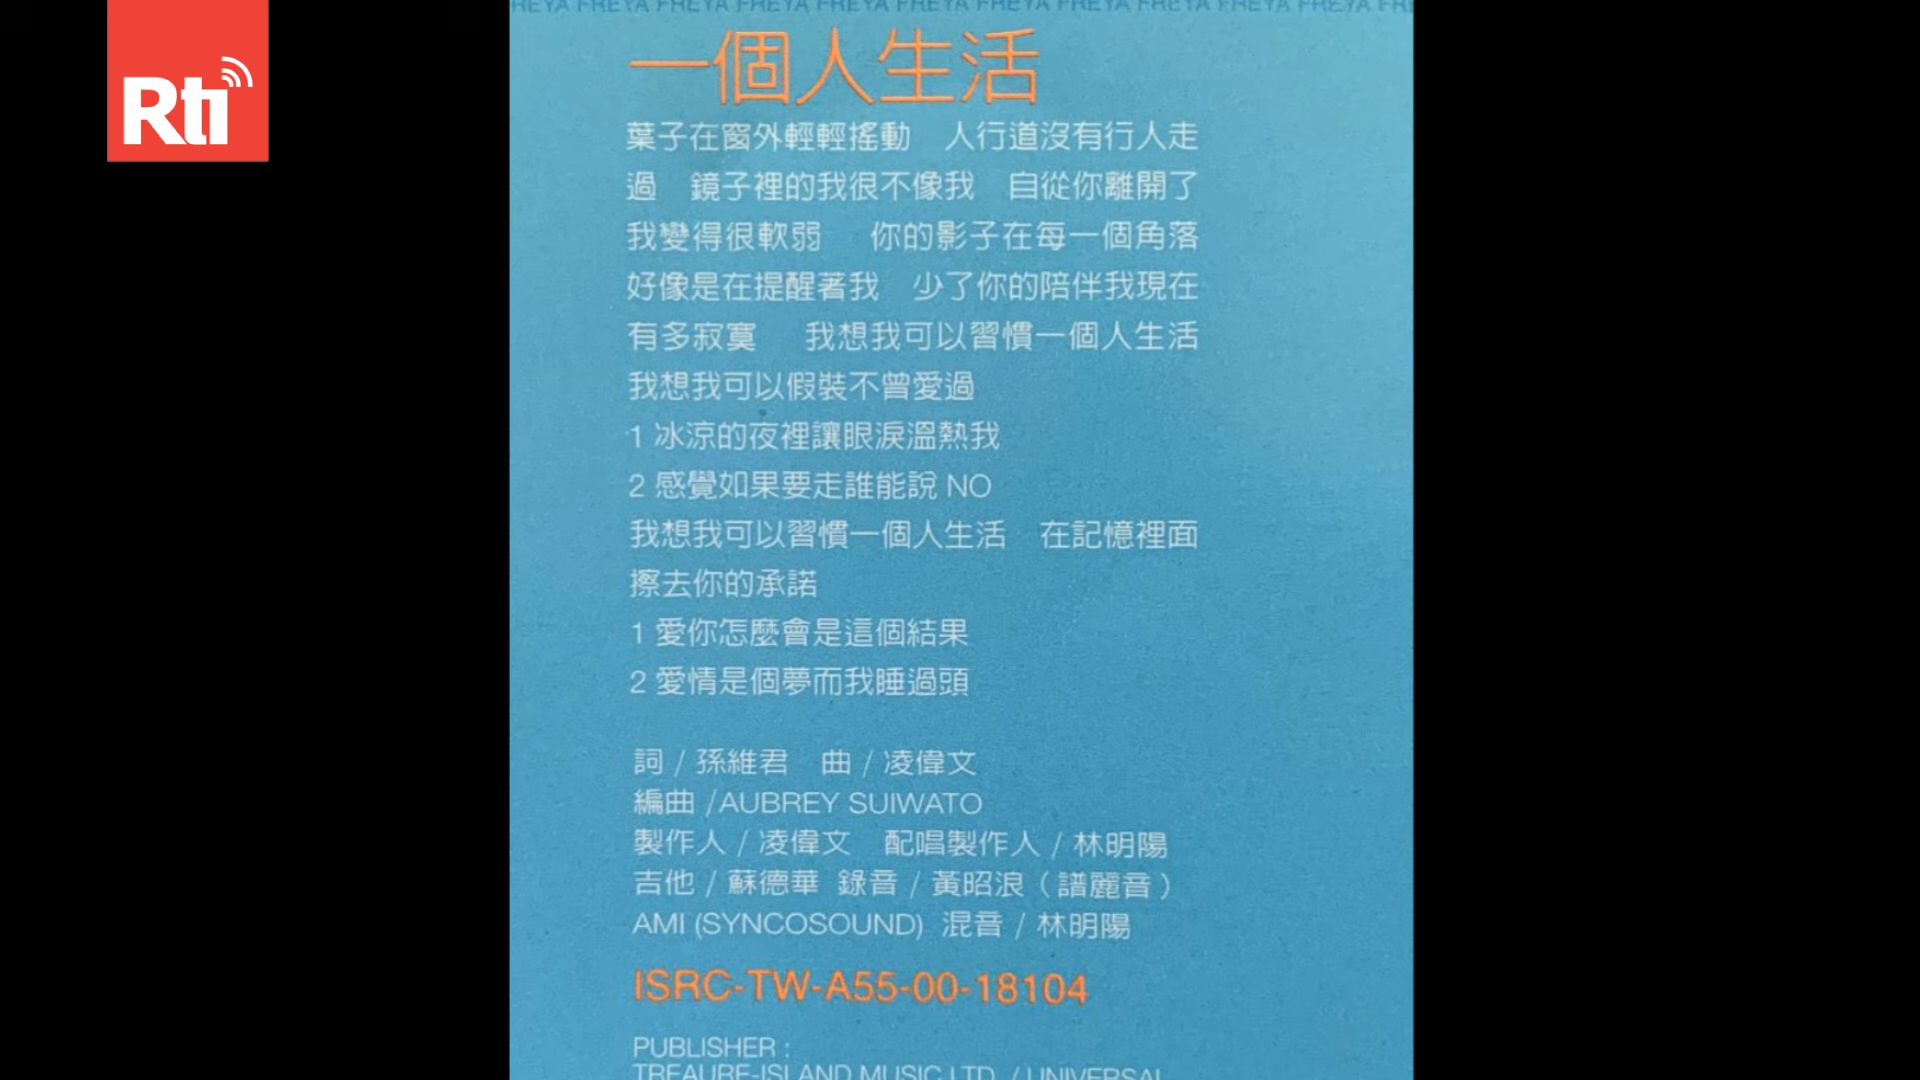 FREYA FREYA FREYA FREYA FREYA FREYA FREYA FREYA FREYA FREYA
Rti
一個人生活
葉子在窗外輕輕搖動　人行道沒有行人走
過　鏡子裡的我很不像我　自從你離開了
我變得很軟弱　你的影子在每一個角落
好像是在提醒著我　少了你的陪伴我現在
有多寂寞　我想我可以習慣一個人生活
我想我可以假裝不曾愛過
1 冰涼的夜裡讓眼淚溫熱我
2 感覺如果要走誰能說 NO
我想我可以習慣一個人生活　在記憶裡面
擦去你的承諾
1 愛你怎麼會是這個結果
2 愛情是個夢而我睡過頭
詞 / 孫維君　曲 / 凌偉文
編曲 /AUBREY SUIWATO
製作人 / 凌偉文　配唱製作人 / 林明陽
吉他 / 蘇德華 錄音 / 黃昭浪（譜麗音）
AMI (SYNCOSOUND) 混音 / 林明陽
ISRC-TW-A55-00-18104
PUBLISHER :
TREAURE-ISLAND MUSIC LTD. / UNIVERSAL